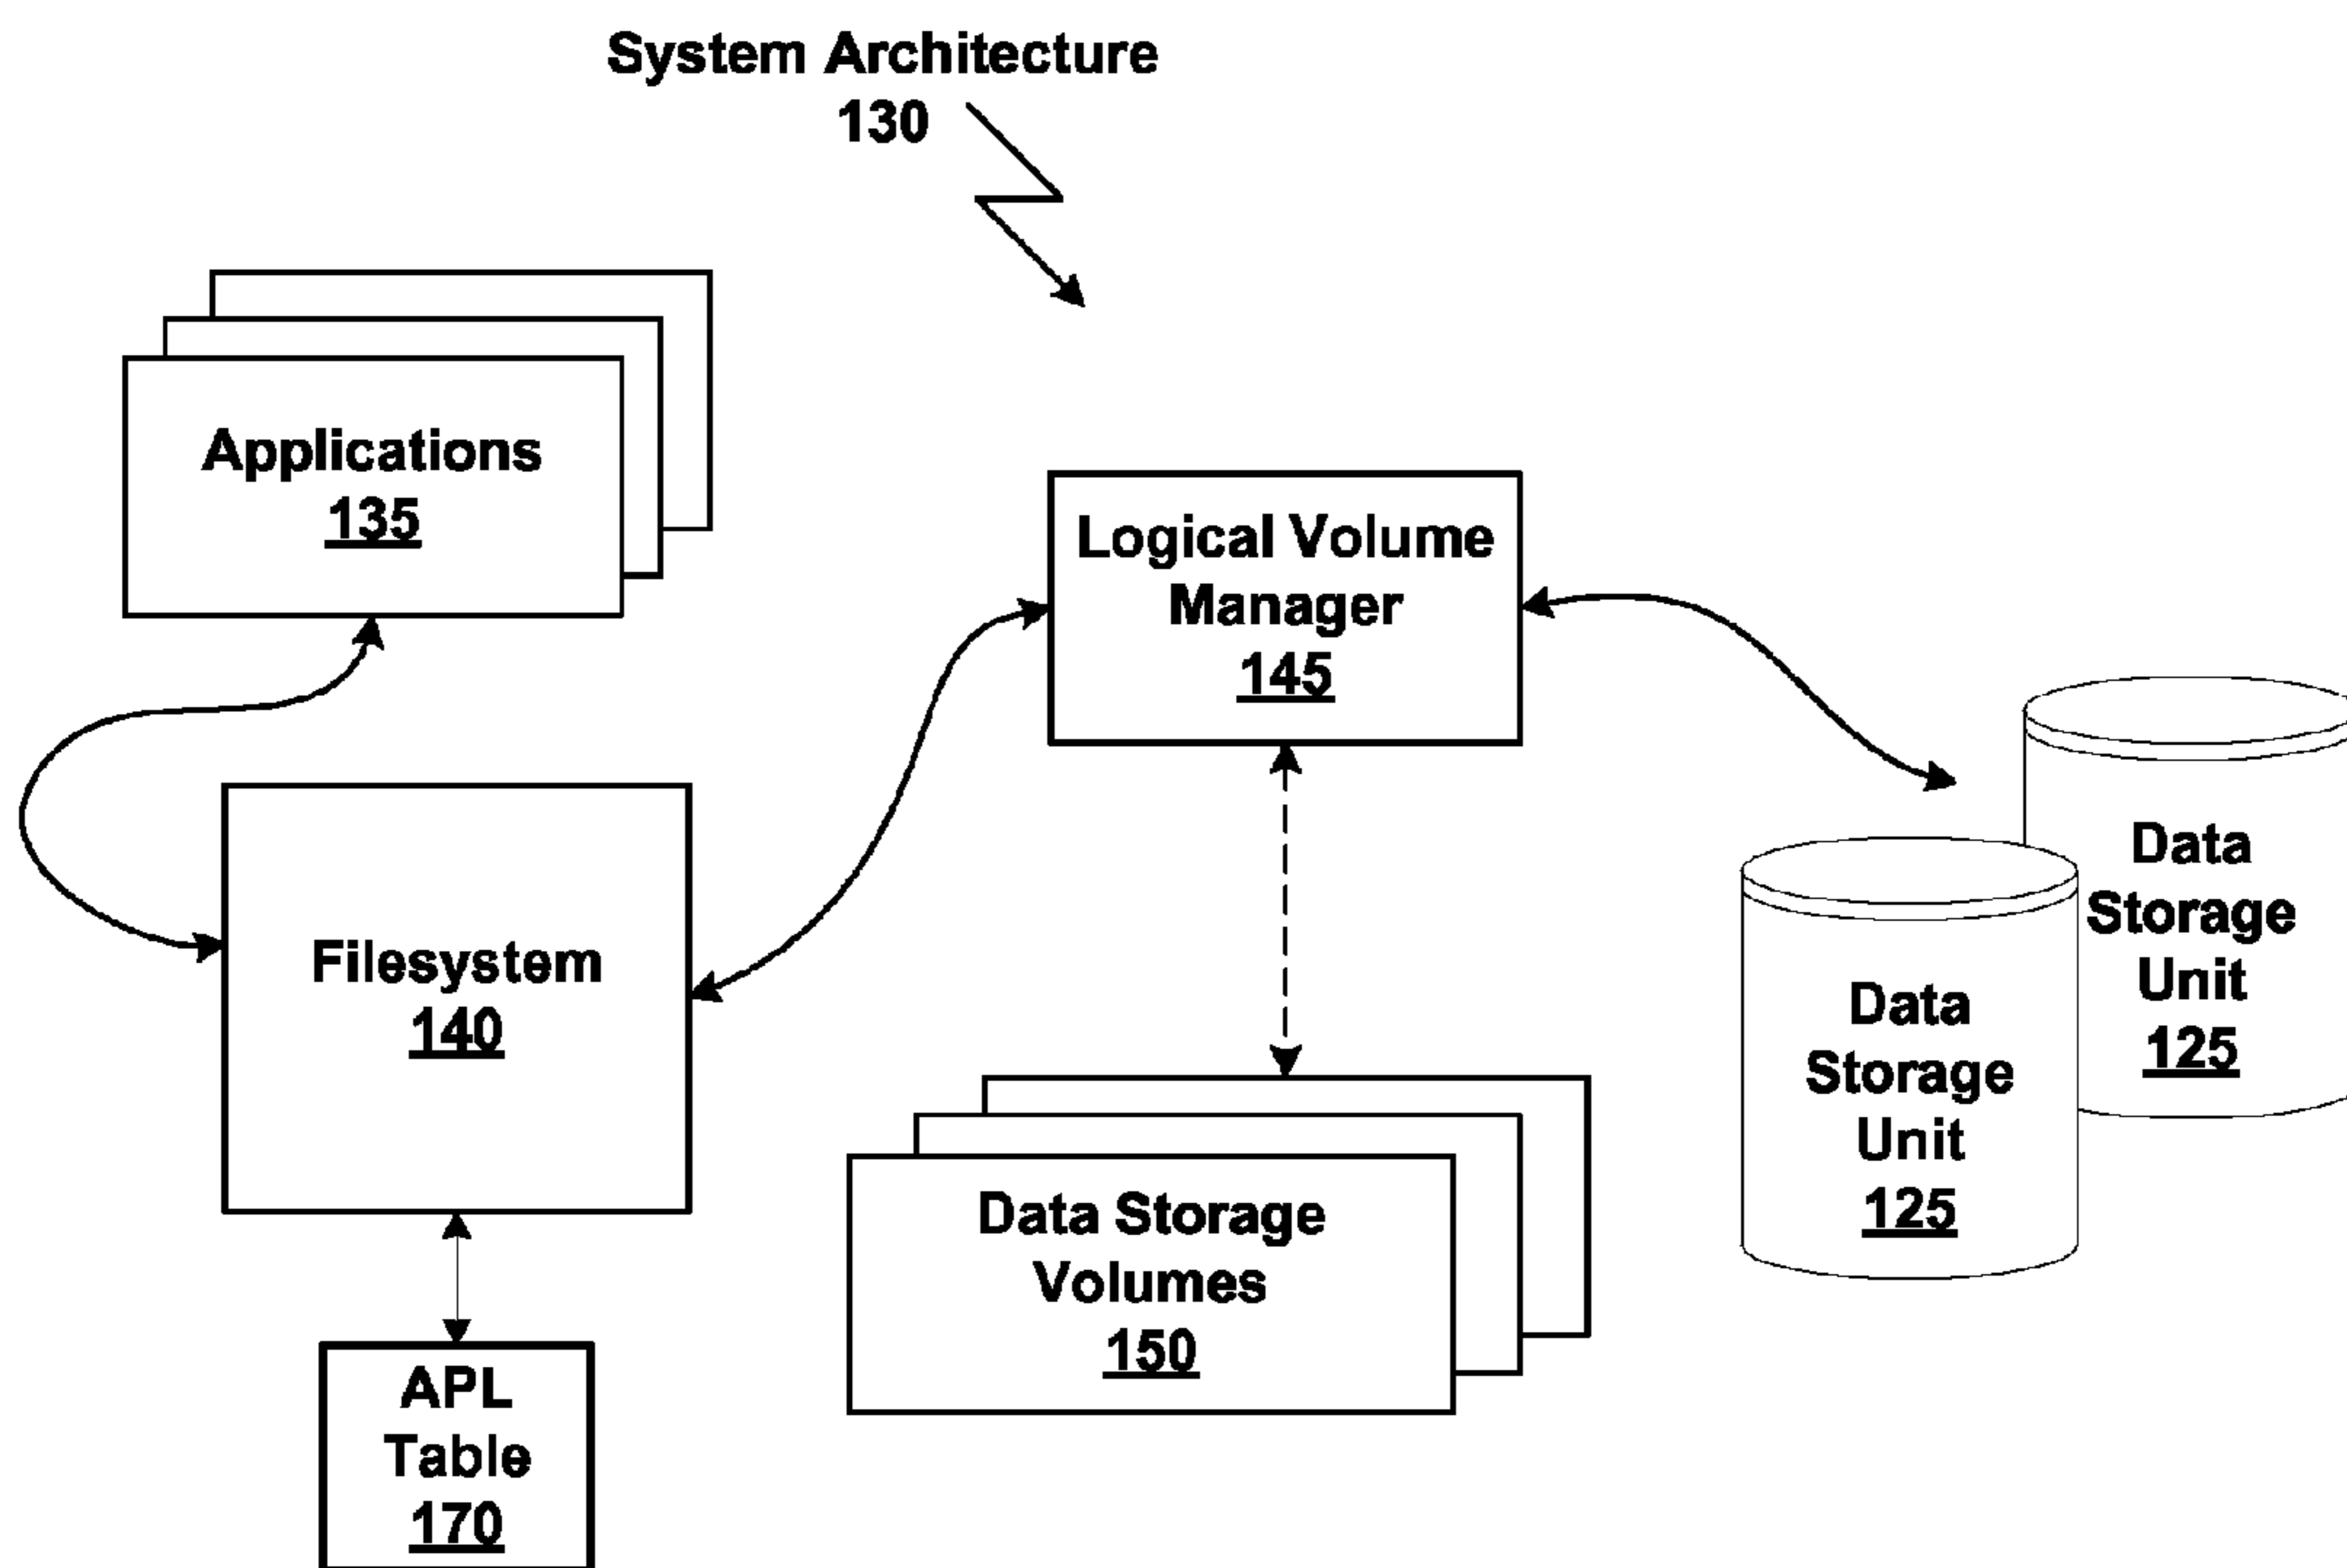 System Architecture
130
Applications
135
Logical Volume
Manager
145
Filesystem
140
Data
Storage
Unit
125
Data
Storage
Unit
125
Data Storage
Volumes
150
APL
Table
170